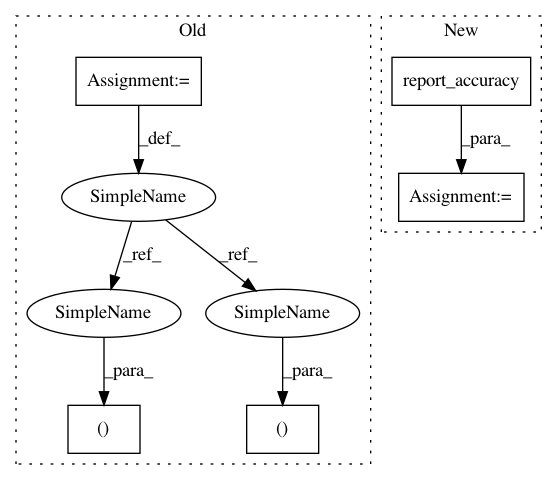 Old
New
Assignment:=
report_accuracy
_def_
_para_
SimpleName
Assignment:=
_ref_
_ref_
SimpleName
SimpleName
_para_
_para_
()
()